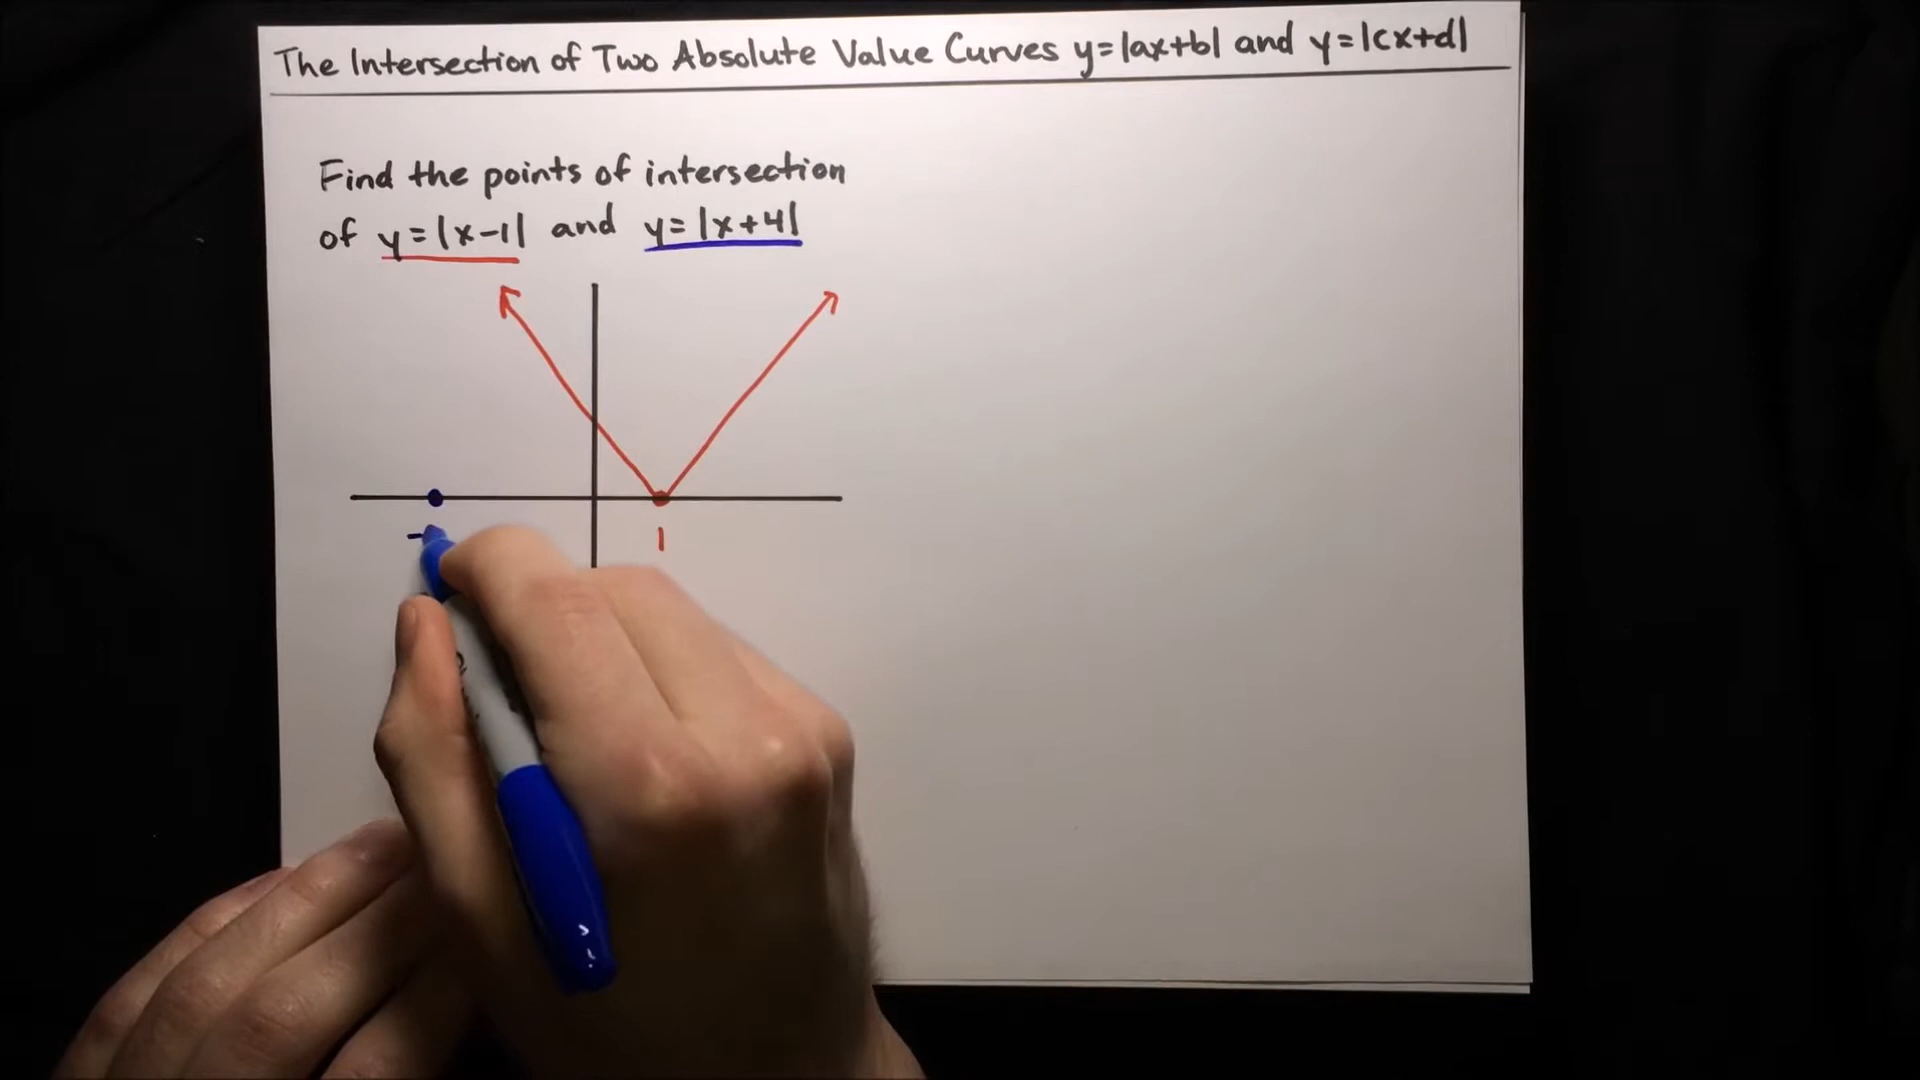 The Intersection of Two Absolute Value Curves y=|ax+b| and y=|cx+d|
Find the points of intersection
of y=|x-1| and y=|x+4|
-
1